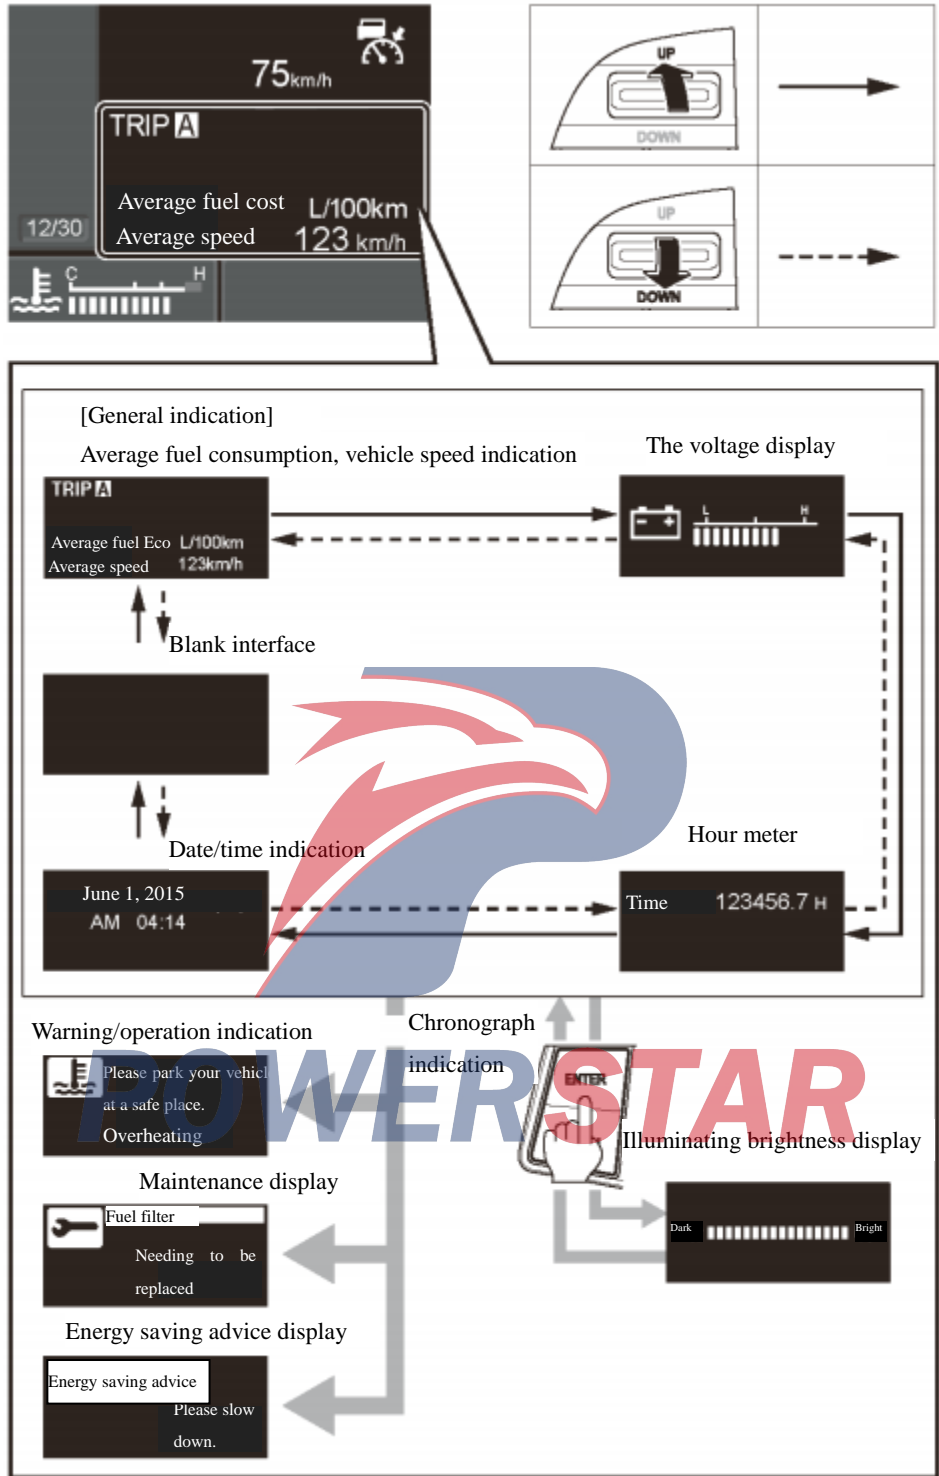 75km/h
TRIP A
Average fuel cost L/100km
Average speed 123 km/h
12/30
C H
UP
DOWN
UP
DOWN
[General indication]
Average fuel consumption, vehicle speed indication
The voltage display
TRIP A
Average fuel Eco L/100km
Average speed 123km/h
L H
Blank interface
Date/time indication
June 1, 2015
AM 04:14
Hour meter
Time 123456.7 H
Warning/operation indication
Please park your vehicl
at a safe place.
Overheating
Chronograph
indication
ENTER
POWERSTAR
Illuminating brightness display
Dark Bright
Maintenance display
Fuel filter
Needing to be
replaced
Energy saving advice display
Energy saving advice
Please slow
down.